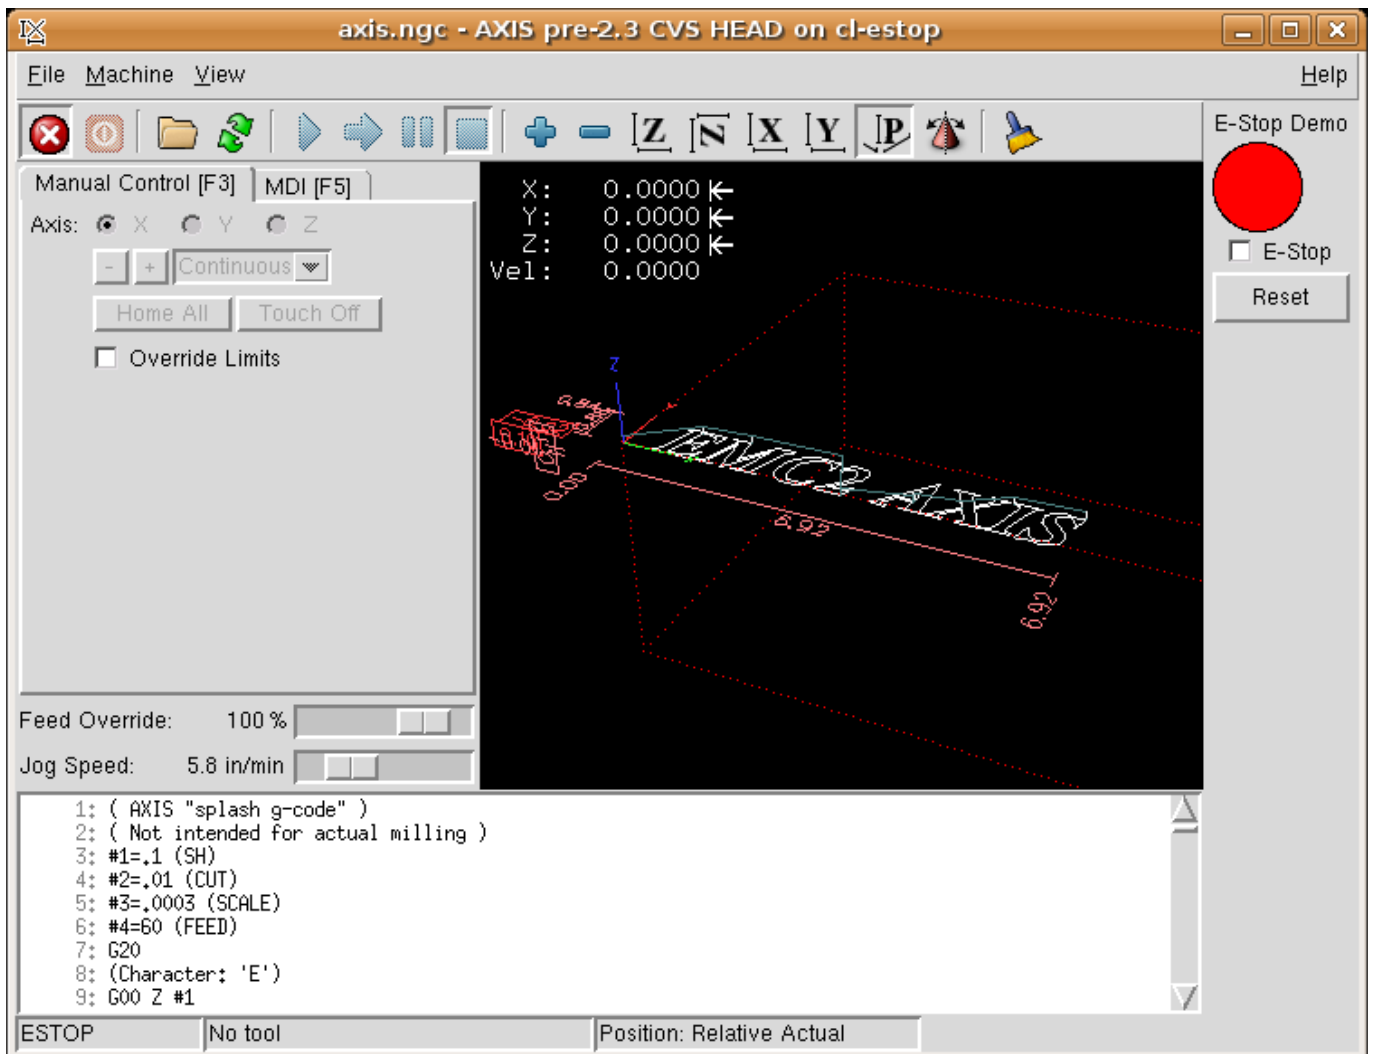 axis.ngc - AXIS pre-2.3 CVS HEAD on cl-estop
File Machine View Help
Z N X Y P
E-Stop Demo
Manual Control [F3] MDI [F5]
Axis: X Y Z
- + Continuous
Home All Touch Off
Override Limits
X: 0.0000
Y: 0.0000
Z: 0.0000
Vel: 0.0000
E-Stop
Reset
Z
0.00
EMC2 AXIS
6.92
6.92
Feed Override: 100 %
Jog Speed: 5.8 in/min
1: ( AXIS "splash g-code" )
2: ( Not intended for actual milling )
3: #1=.1 (SH)
4: #2=.01 (CUT)
5: #3=.0003 (SCALE)
6: #4=60 (FEED)
7: G20
8: (Character: 'E')
9: G00 Z #1
ESTOP No tool Position: Relative Actual